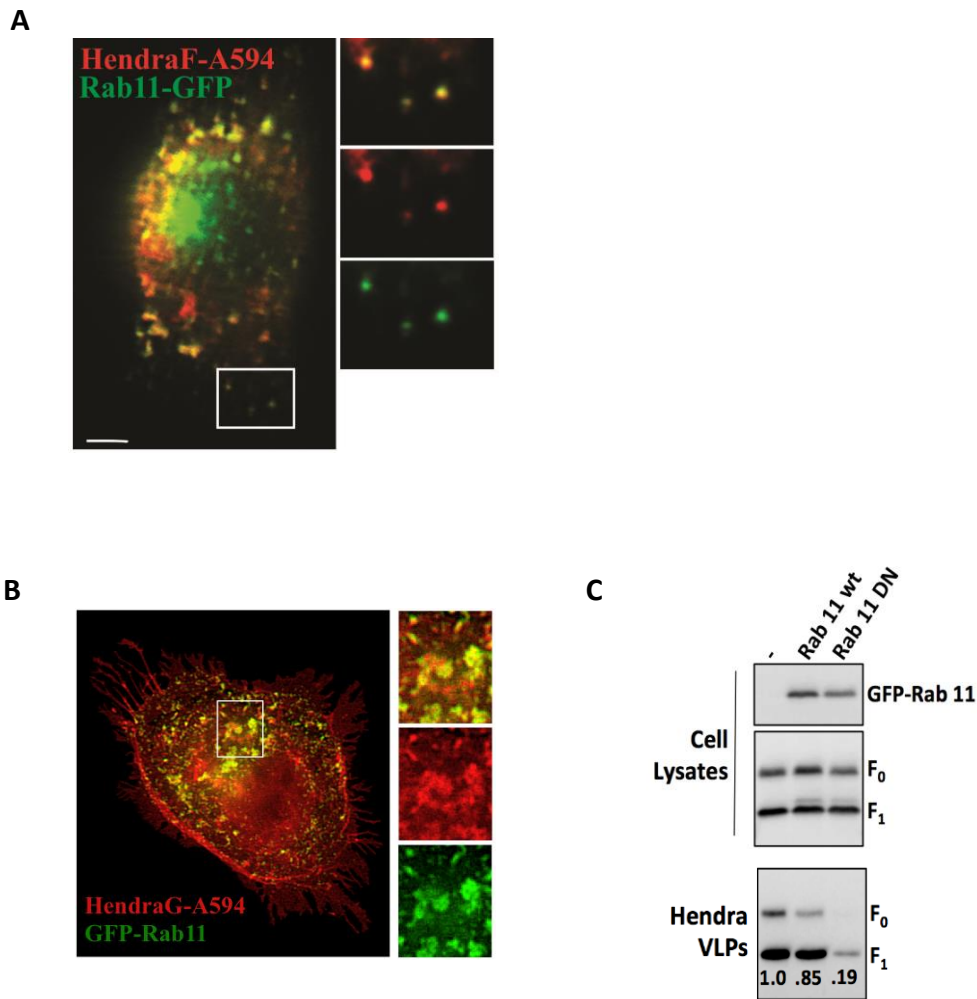 A
HendraF-A594
Rab11-GFP
B
HendraG-A594
GFP-Rab11
C
-
Rab 11 wt
Rab 11 DN
Cell
Lysates
GFP-Rab 11
F₀
F₁
Hendra
VLPs
F₀
F₁
1.0 .85 .19